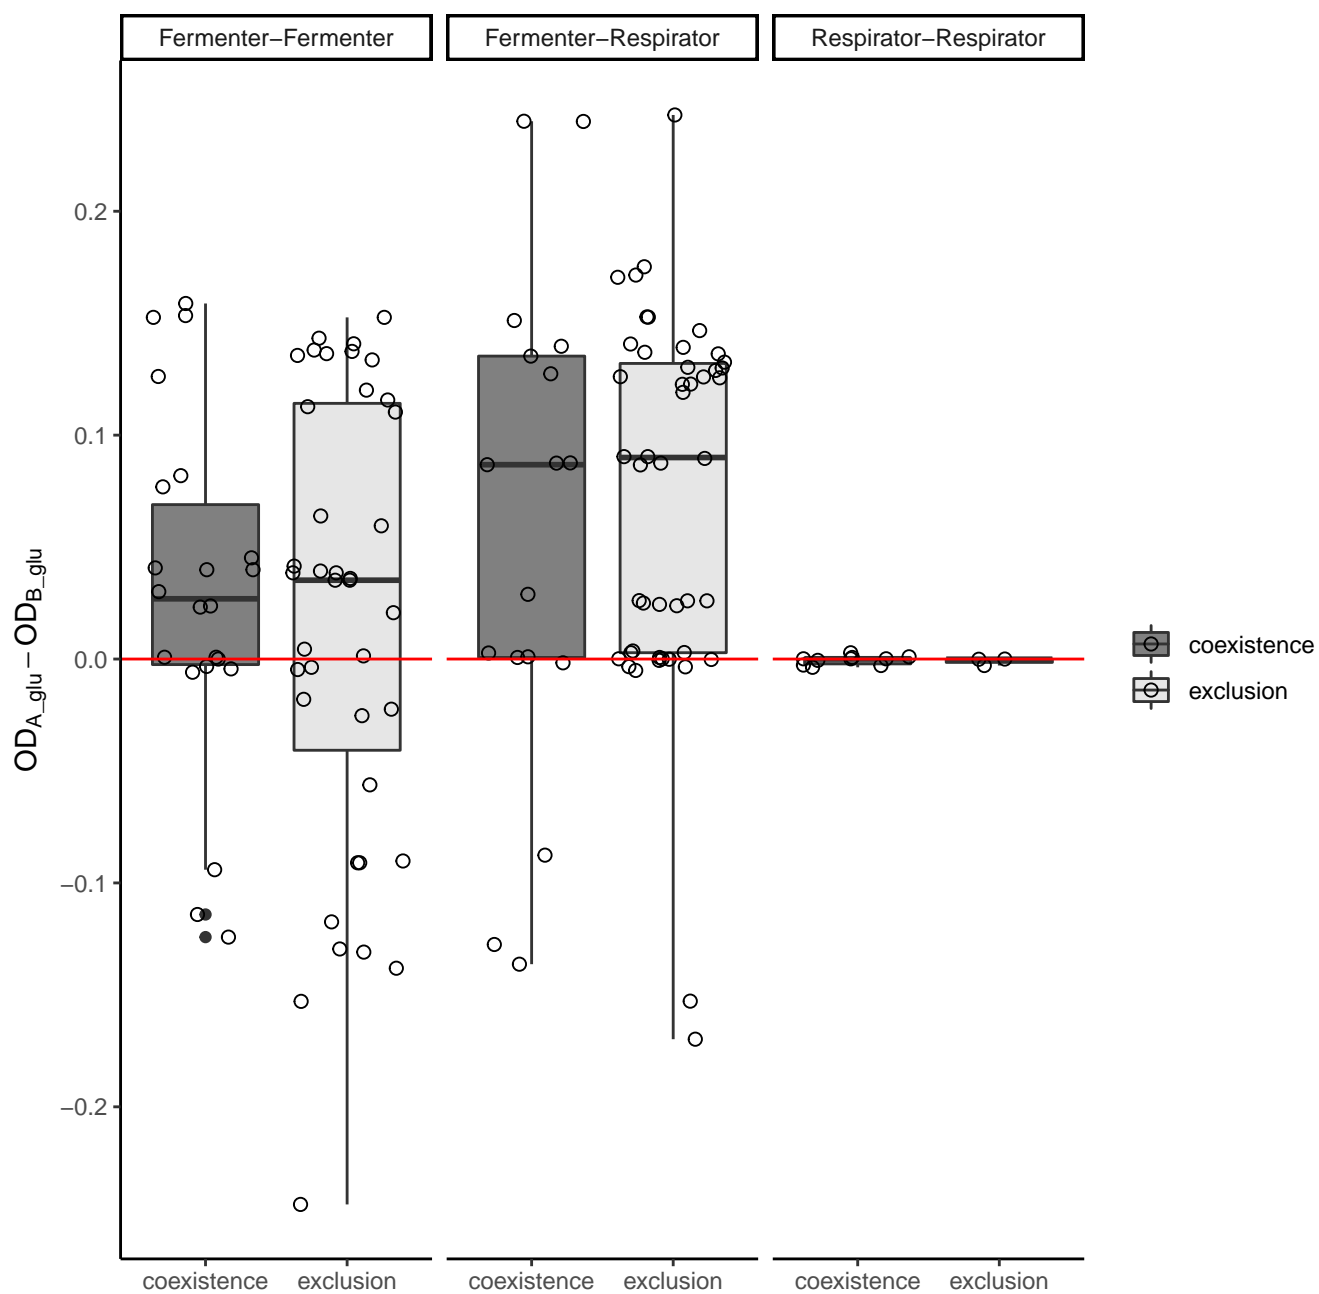 Fermenter−Fermenter
Fermenter−Respirator
Respirator−Respirator
0.2
0.1
0.0
−0.1
−0.2
OD_A_glu − OD_B_glu
coexistence
exclusion
coexistence
exclusion
coexistence
exclusion
coexistence
exclusion